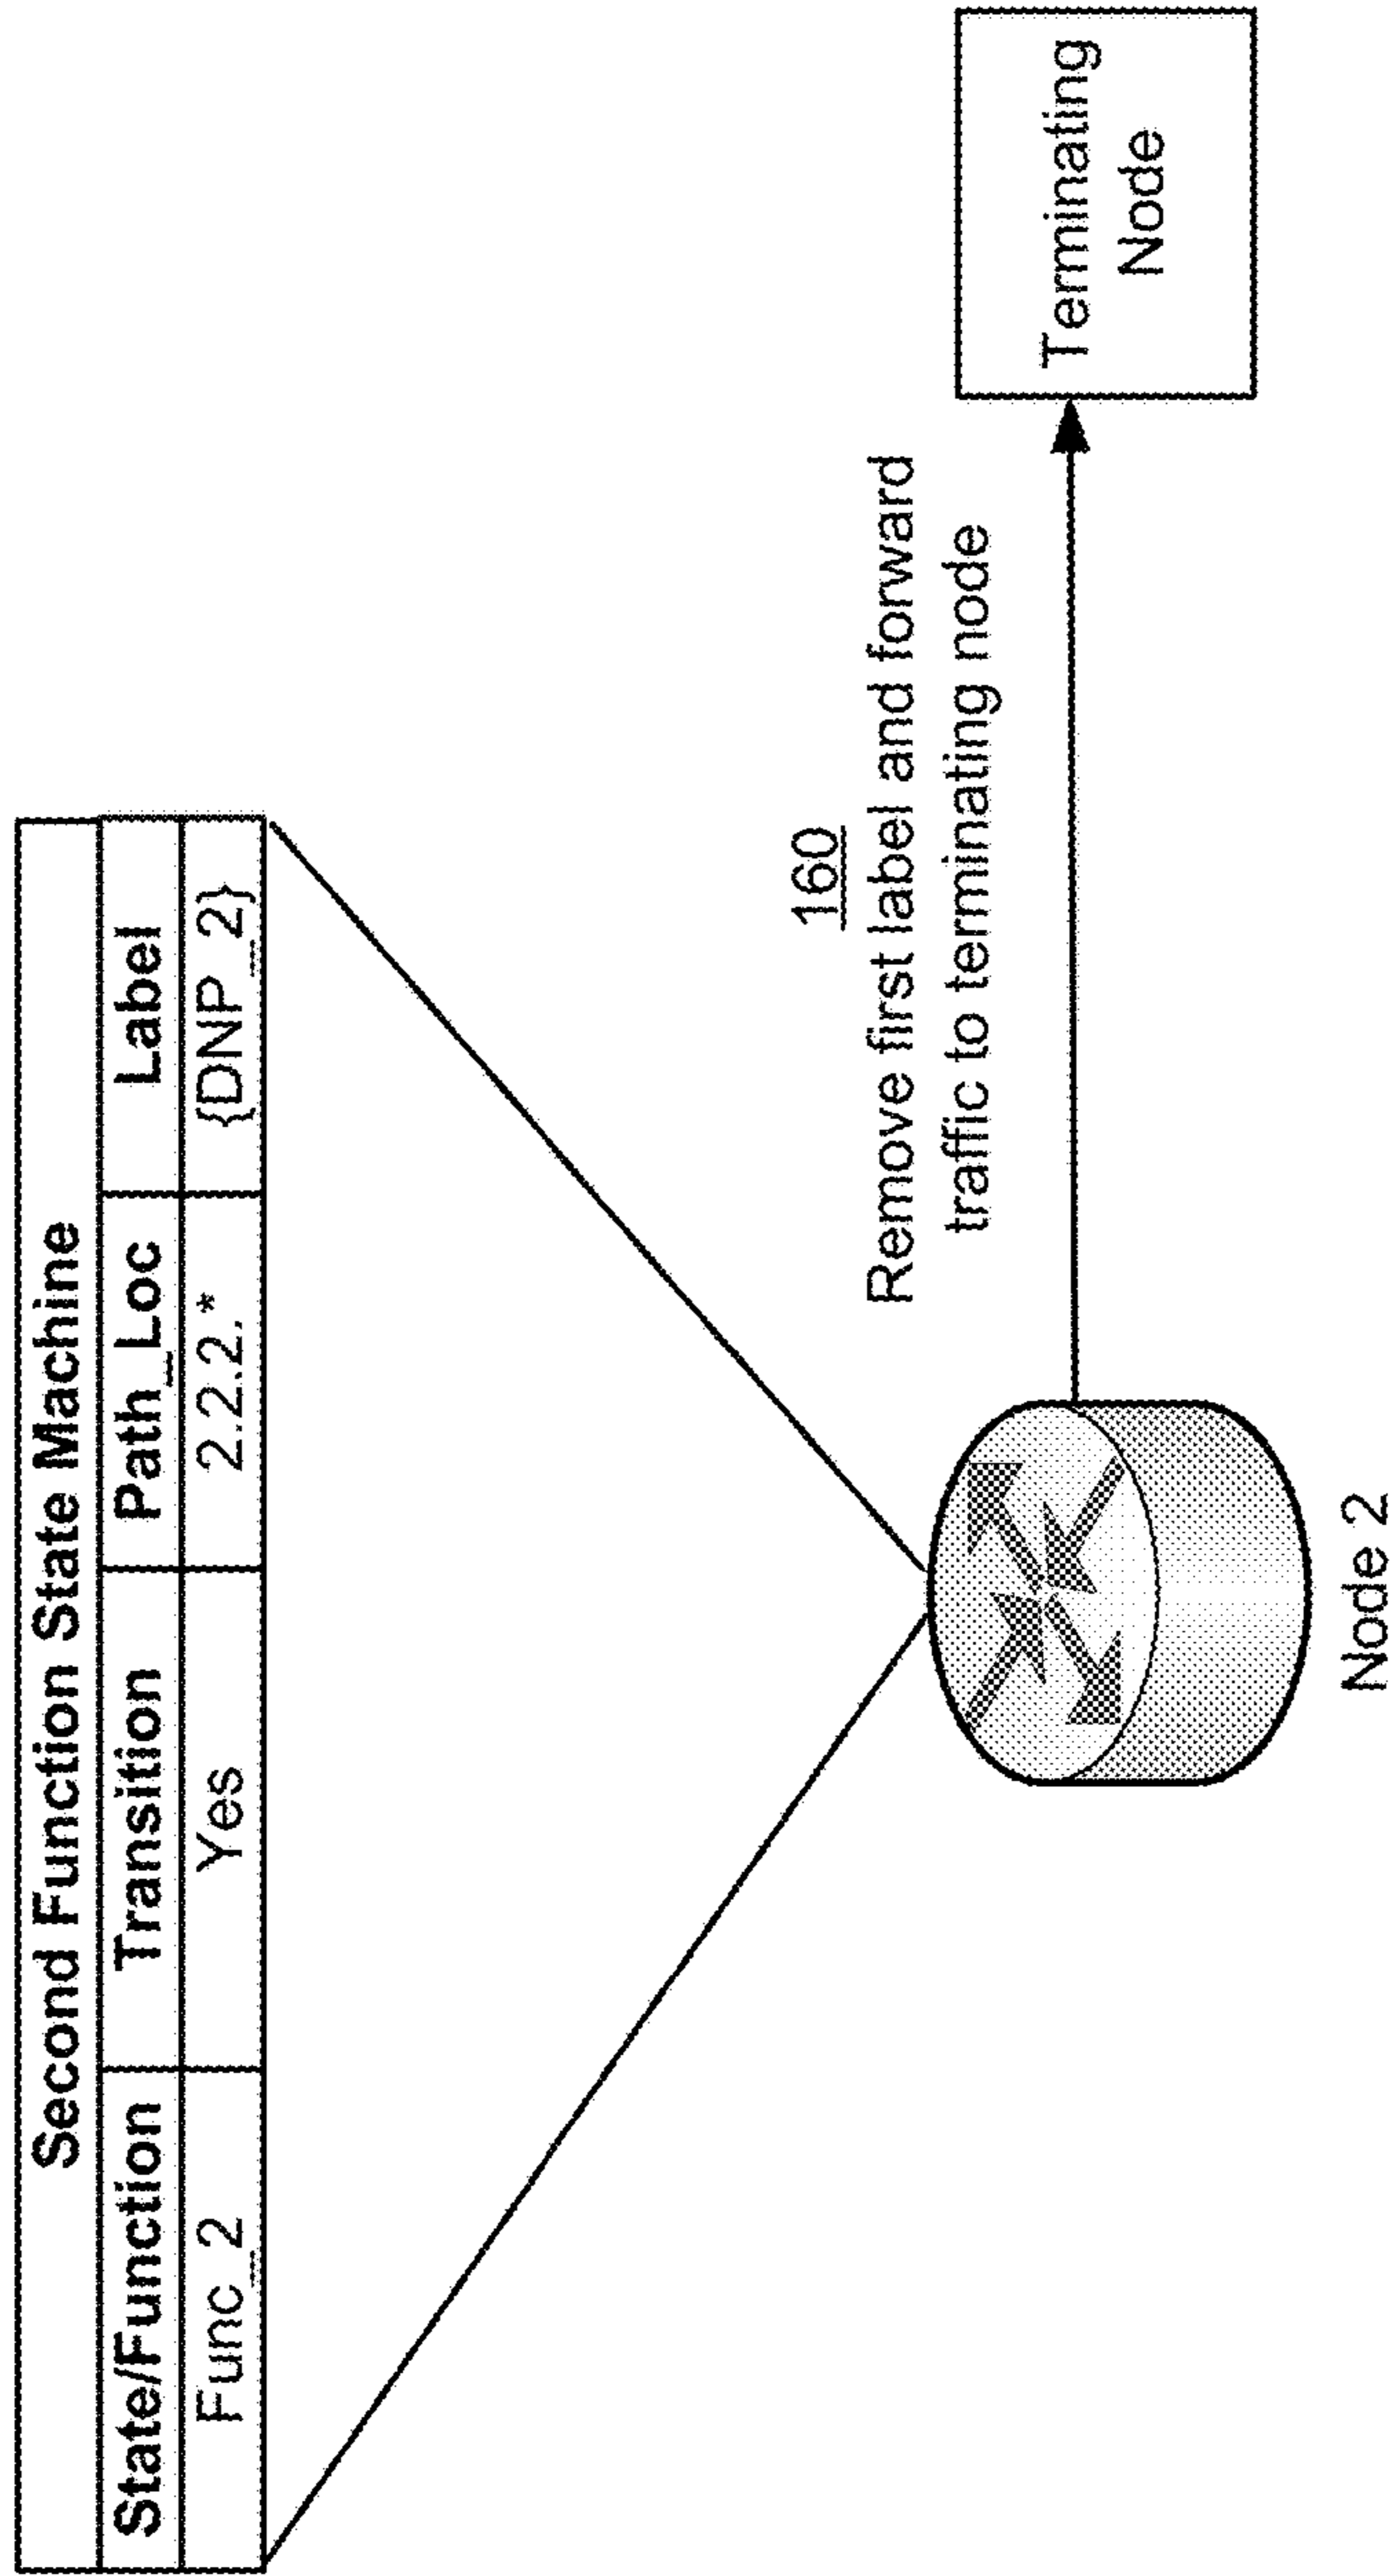 Second Function State Machine
State/Function Transition Path_Loc Label
Func_2 Yes 2.2.2.* {DNP_2}
160
Remove first label and forward
traffic to terminating node
Terminating
Node
Node 2